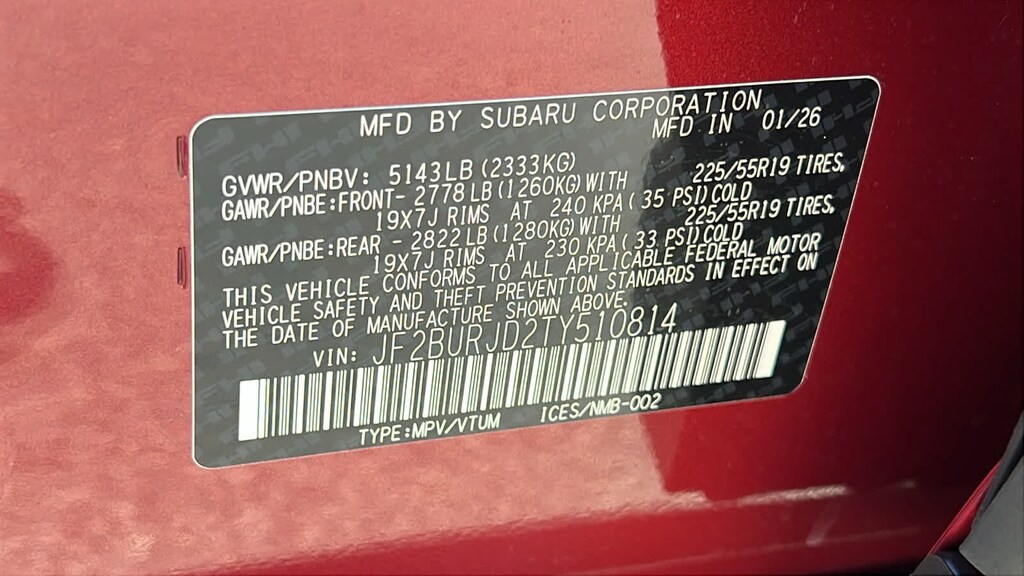 MFD BY SUBARU CORPORATION
MFD IN 01/26
GVWR/PNBV: 5143LB (2333KG)
GAWR/PNBE:FRONT- 2778 LB (1260KG) WITH 225/55R19 TIRES,
19X7J RIMS AT 240 KPA ( 35 PSI) COLD
GAWR/PNBE:REAR - 2822 LB (1280KG) WITH 225/55R19 TIRES,
19X7J RIMS AT 230 KPA ( 33 PSI) COLD
THIS VEHICLE CONFORMS TO ALL APPLICABLE FEDERAL MOTOR
VEHICLE SAFETY AND THEFT PREVENTION STANDARDS IN EFFECT ON
THE DATE OF MANUFACTURE SHOWN ABOVE.
VIN: JF2BURJD2TY510814
TYPE:MPV/VTUM ICES/NMB-002